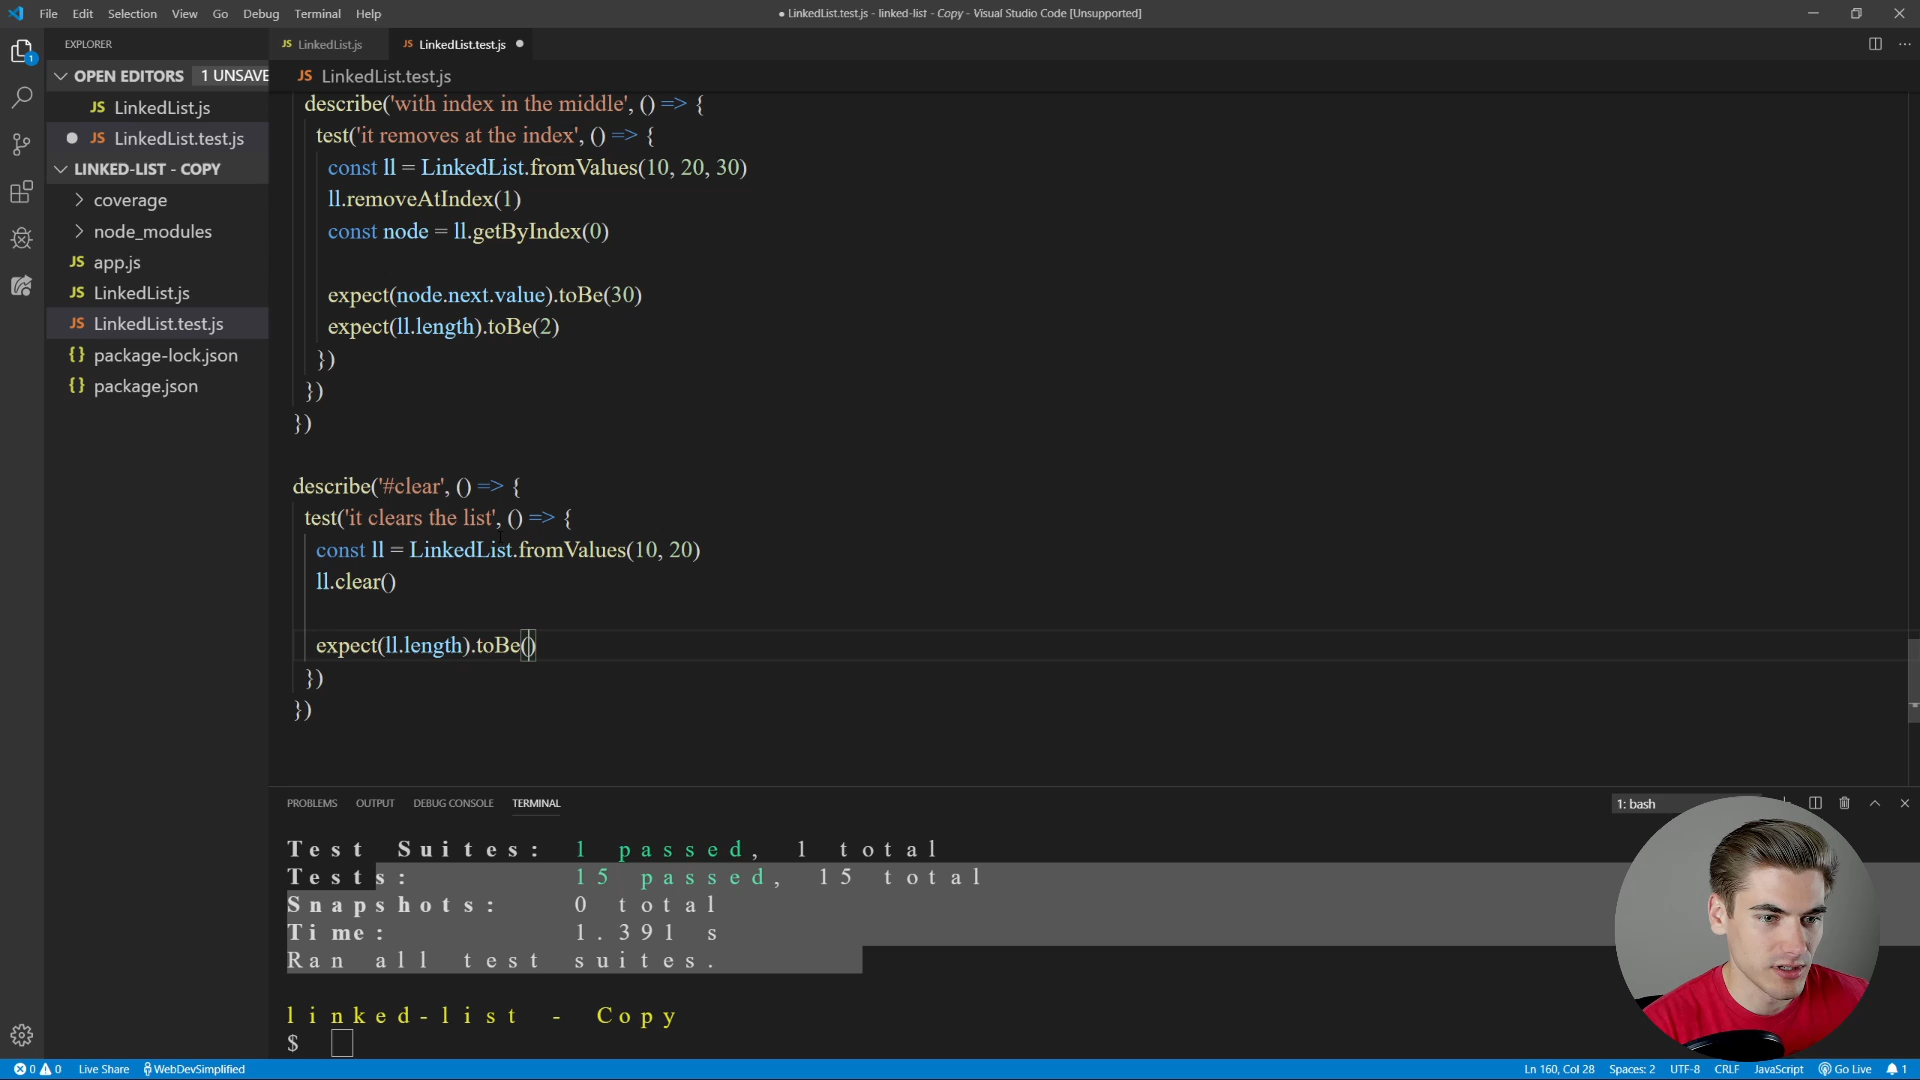 File Edit Selection View Go Debug Terminal Help
● LinkedList.test.js - linked-list - Copy - Visual Studio Code [Unsupported]
EXPLORER
OPEN EDITORS 1 UNSAVE
JS LinkedList.js
JS LinkedList.test.js
LINKED-LIST - COPY
coverage
node_modules
JS app.js
JS LinkedList.js
JS LinkedList.test.js
{} package-lock.json
{} package.json
JS LinkedList.js
JS LinkedList.test.js
JS LinkedList.test.js
describe('with index in the middle', () => {
test('it removes at the index', () => {
const ll = LinkedList.fromValues(10, 20, 30)
ll.removeAtIndex(1)
const node = ll.getByIndex(0)
expect(node.next.value).toBe(30)
expect(ll.length).toBe(2)
})
})
})
describe('#clear', () => {
test('it clears the list', () => {
const ll = LinkedList.fromValues(10, 20)
ll.clear()
expect(ll.length).toBe()
})
})
PROBLEMS OUTPUT DEBUG CONSOLE TERMINAL
1: bash
Test Suites: 1 passed, 1 total
Tests: 15 passed, 15 total
Snapshots: 0 total
Time: 1.391 s
Ran all test suites.
linked-list - Copy
$
0 0 Live Share WebDevSimplified
Ln 160, Col 28 Spaces: 2 UTF-8 CRLF JavaScript Go Live 1